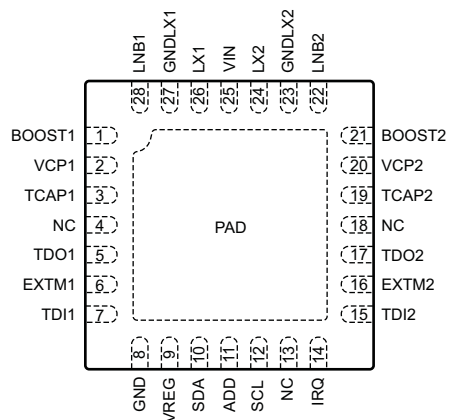 LNB1 GNDLX1 LX1 VIN LX2 GNDLX2 LNB2
28 27 26 25 24 23 22
BOOST1 1 21 BOOST2
VCP1 2 20 VCP2
TCAP1 3 19 TCAP2
NC 4 18 NC
PAD
TDO1 5 17 TDO2
EXTM1 6 16 EXTM2
TDI1 7 15 TDI2
8 9 10 11 12 13 14
GND VREG SDA ADD SCL NC IRQ